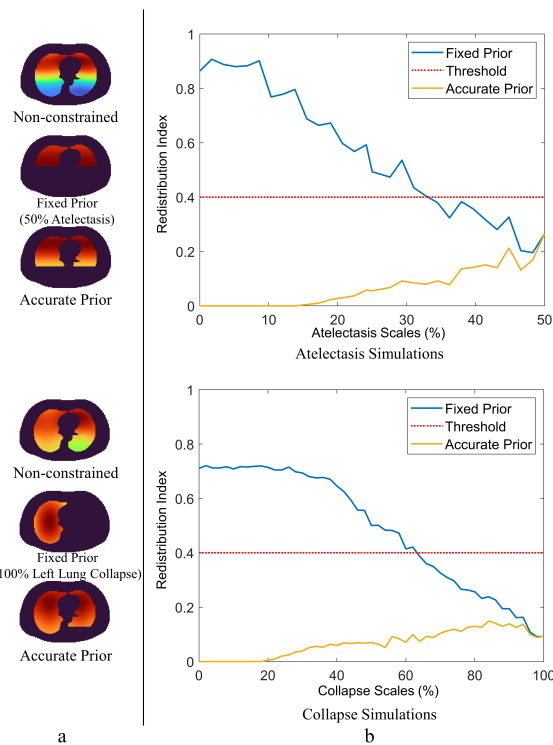 Non-constrained
Fixed Prior
(50% Atelectasis)
Accurate Prior
Redistribution Index
1
0.8
0.6
0.4
0.2
0
Fixed Prior
Threshold
Accurate Prior
0 10 20 30 40 50
Atelectasis Scales (%)
Atelectasis Simulations
Non-constrained
Fixed Prior
100% Left Lung Collapse)
Accurate Prior
Redistribution Index
1
0.8
0.6
0.4
0.2
0
Fixed Prior
Threshold
Accurate Prior
0 20 40 60 80 100
Collapse Scales (%)
Collapse Simulations
a b